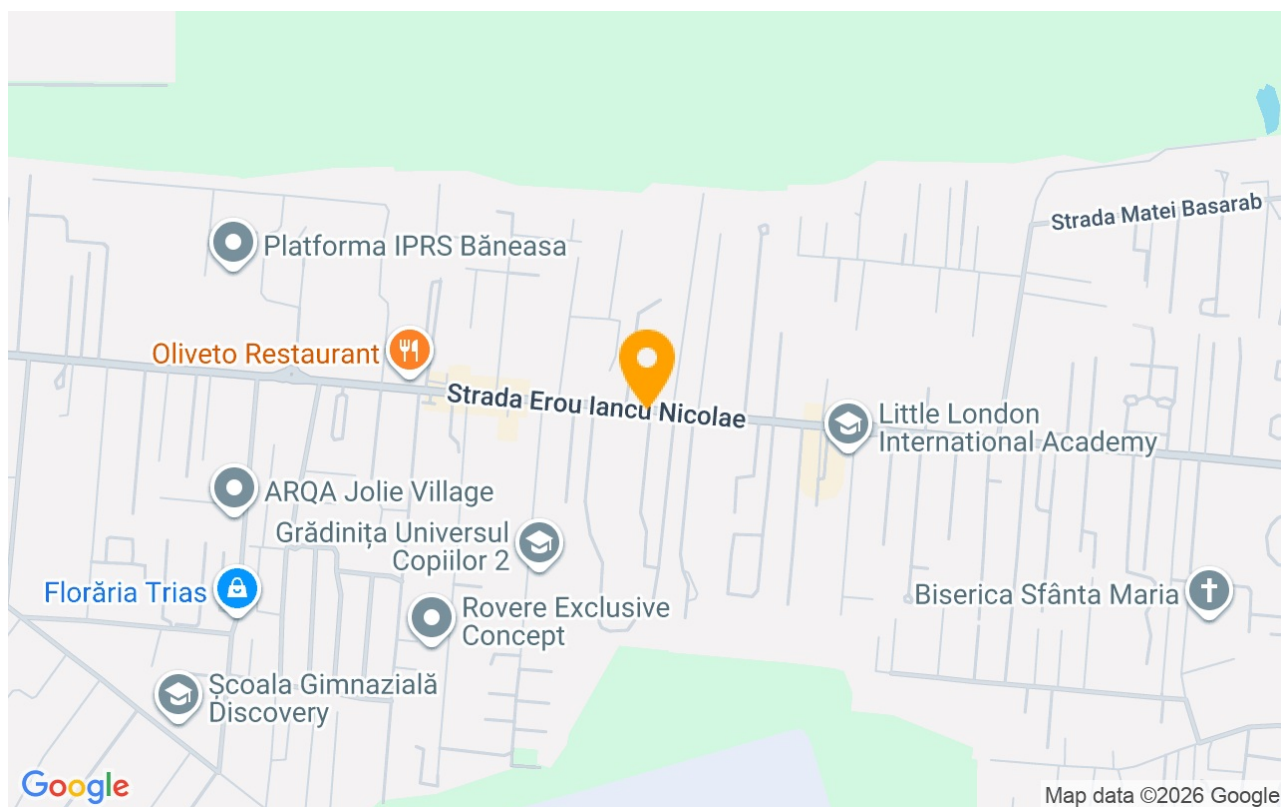 Strada Matei Basarab
Platforma IPRS Băneasa
Oliveto Restaurant
Strada Erou Iancu Nicolae
Little London
International Academy
ARQA Jolie Village
Grădinița Universul
Copiilor 2
Florăria Trias
Rovere Exclusive
Concept
Biserica Sfânta Maria
Școala Gimnazială
Discovery
Google
Map data ©2026 Google